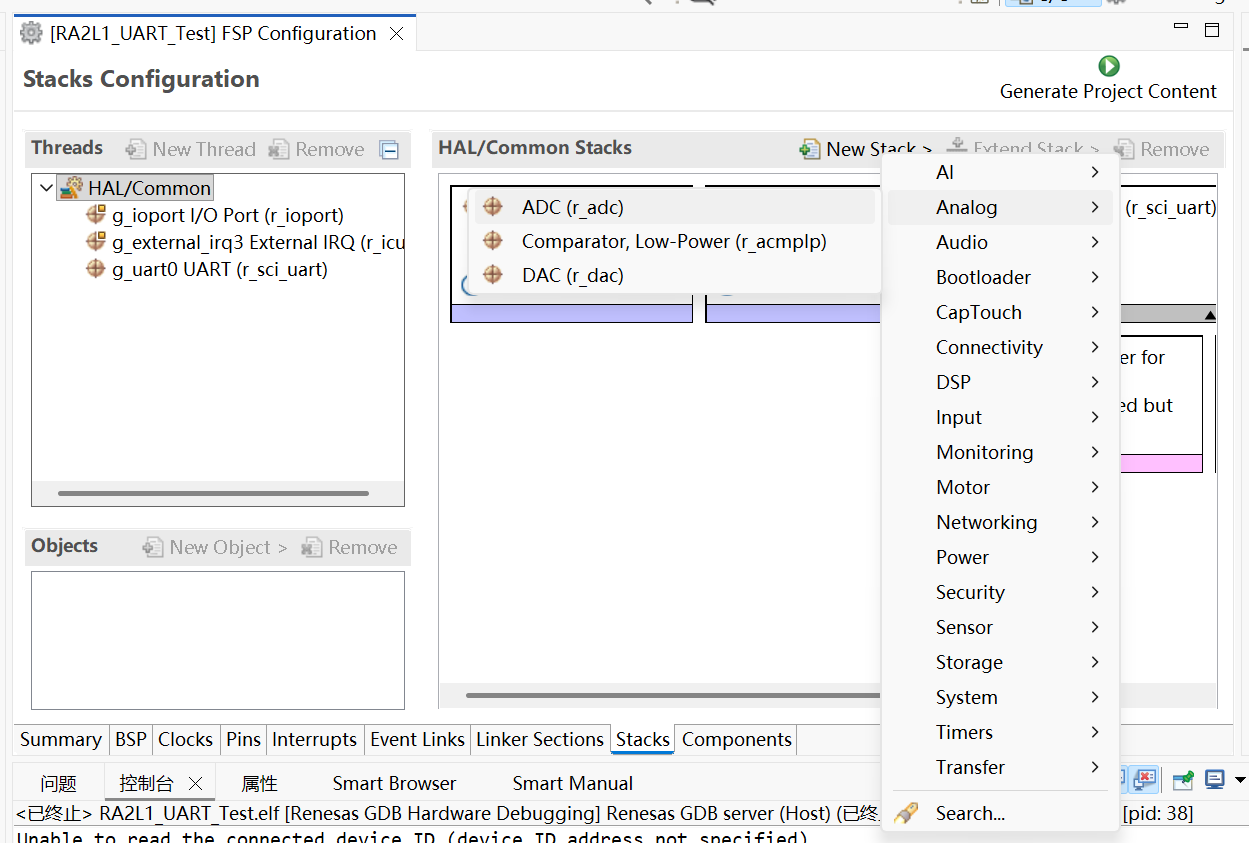 [RA2L1_UART_Test] FSP Configuration
Stacks Configuration
Generate Project Content
Threads
New Thread
Remove
HAL/Common
g_ioport I/O Port (r_ioport)
g_external_irq3 External IRQ (r_icu
g_uart0 UART (r_sci_uart)
Objects
New Object >
Remove
HAL/Common Stacks
New Stack >
Extend Stack >
Remove
ADC (r_adc)
Comparator, Low-Power (r_acmplp)
DAC (r_dac)
(r_sci_uart)
er for
ed but
AI
Analog
Audio
Bootloader
CapTouch
Connectivity
DSP
Input
Monitoring
Motor
Networking
Power
Security
Sensor
Storage
System
Timers
Transfer
Search...
Summary BSP Clocks Pins Interrupts Event Links Linker Sections Stacks Components
问题 控制台 属性 Smart Browser Smart Manual
<已终止> RA2L1_UART_Test.elf [Renesas GDB Hardware Debugging] Renesas GDB server (Host) (已终 [pid: 38]
Unable to read the connected device ID (device ID address not specified)